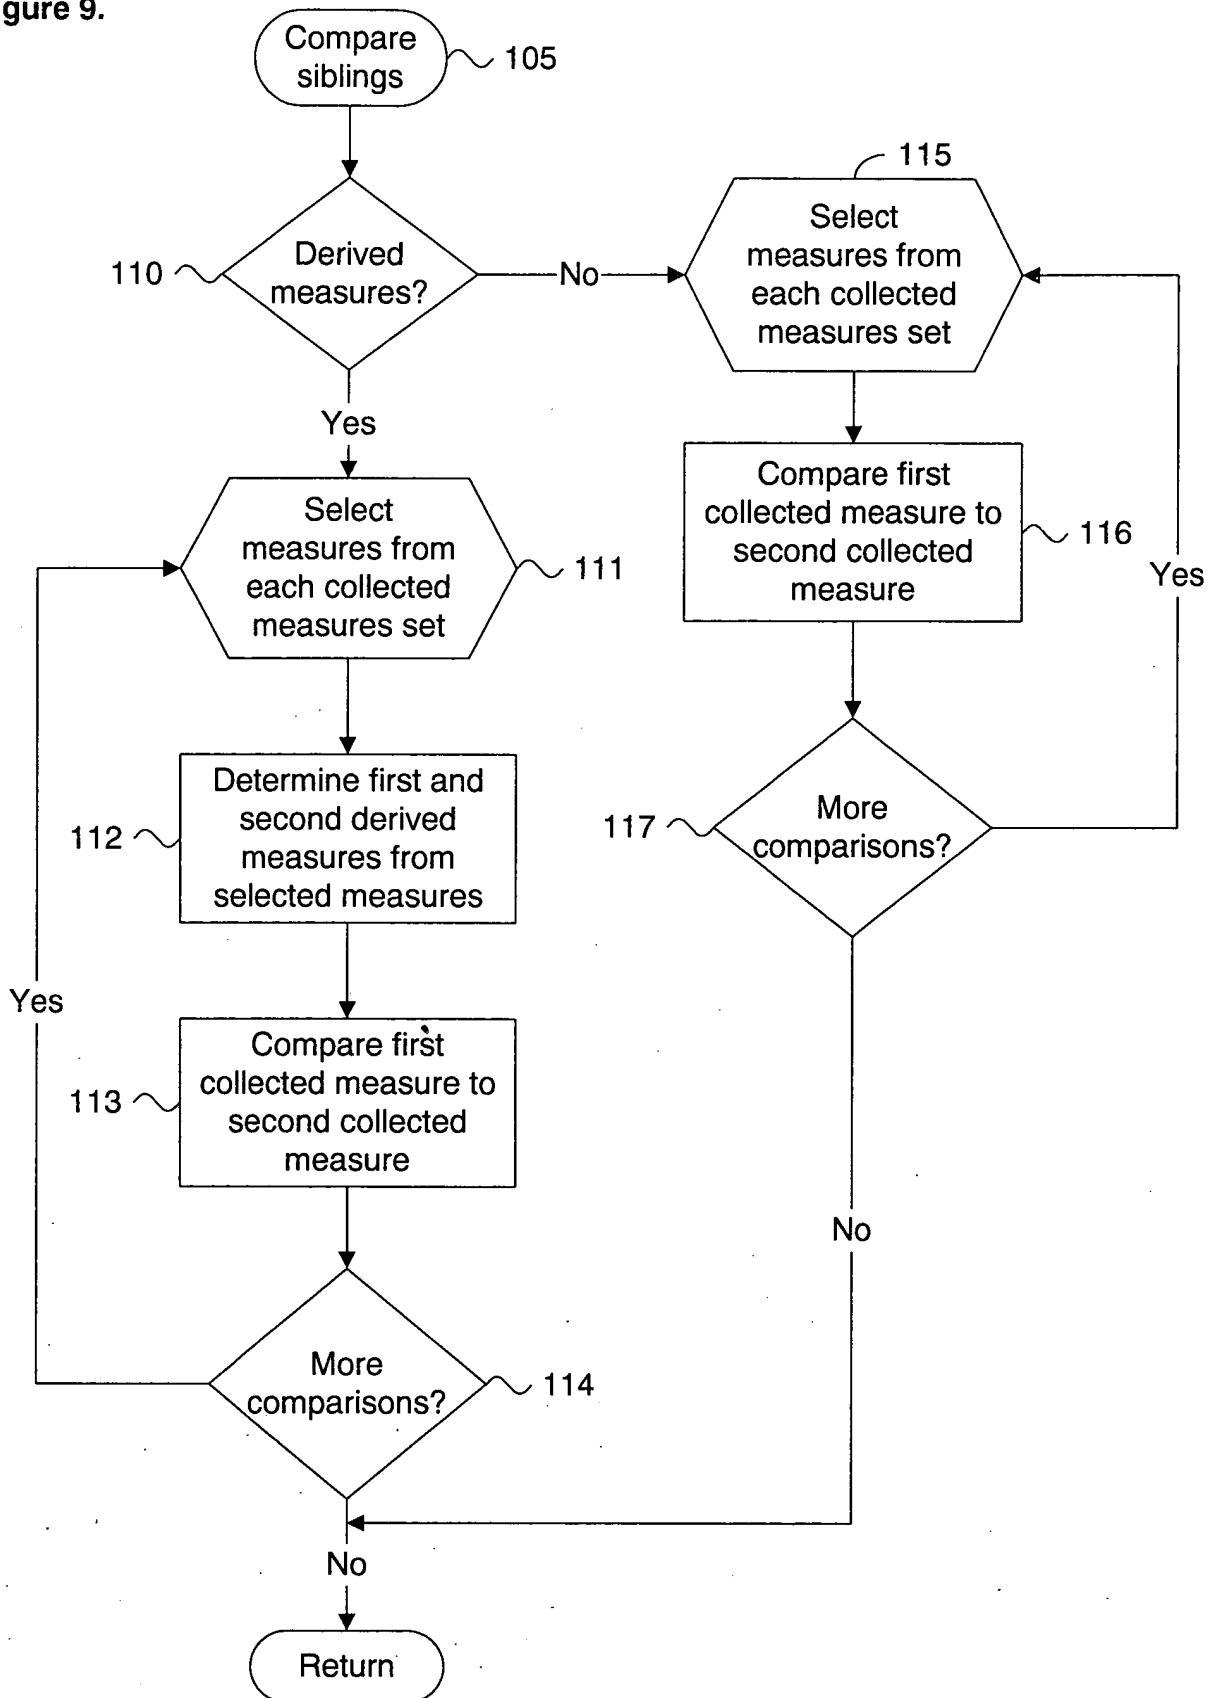 gure 9.
Compare
siblings
105
110
Derived
measures?
No
Yes
115
Select
measures from
each collected
measures set
Compare first
collected measure to
second collected
measure
116
Yes
117
More
comparisons?
No
Select
measures from
each collected
measures set
111
112
Determine first and
second derived
measures from
selected measures
Yes
113
Compare first
collected measure to
second collected
measure
More
comparisons?
114
No
Return